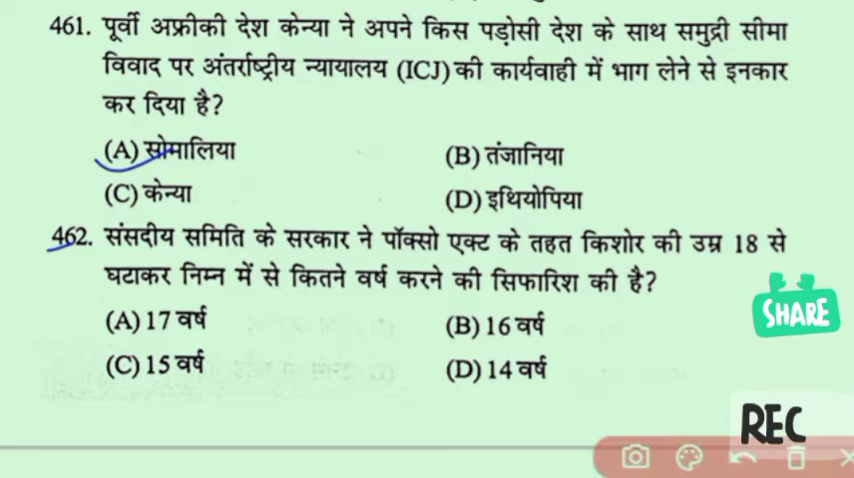 461. पूर्वी अफ्रीकी देश केन्या ने अपने किस पड़ोसी देश के साथ समुद्री सीमा
विवाद पर अंतर्राष्ट्रीय न्यायालय (ICJ) की कार्यवाही में भाग लेने से इनकार
कर दिया है?
(A) सोमालिया (B) तंजानिया
(C) केन्या (D) इथियोपिया
462. संसदीय समिति के सरकार ने पॉक्सो एक्ट के तहत किशोर की उम्र 18 से
घटाकर निम्न में से कितने वर्ष करने की सिफारिश की है?
(A) 17 वर्ष (B) 16 वर्ष
(C) 15 वर्ष (D) 14 वर्ष
SHARE
REC